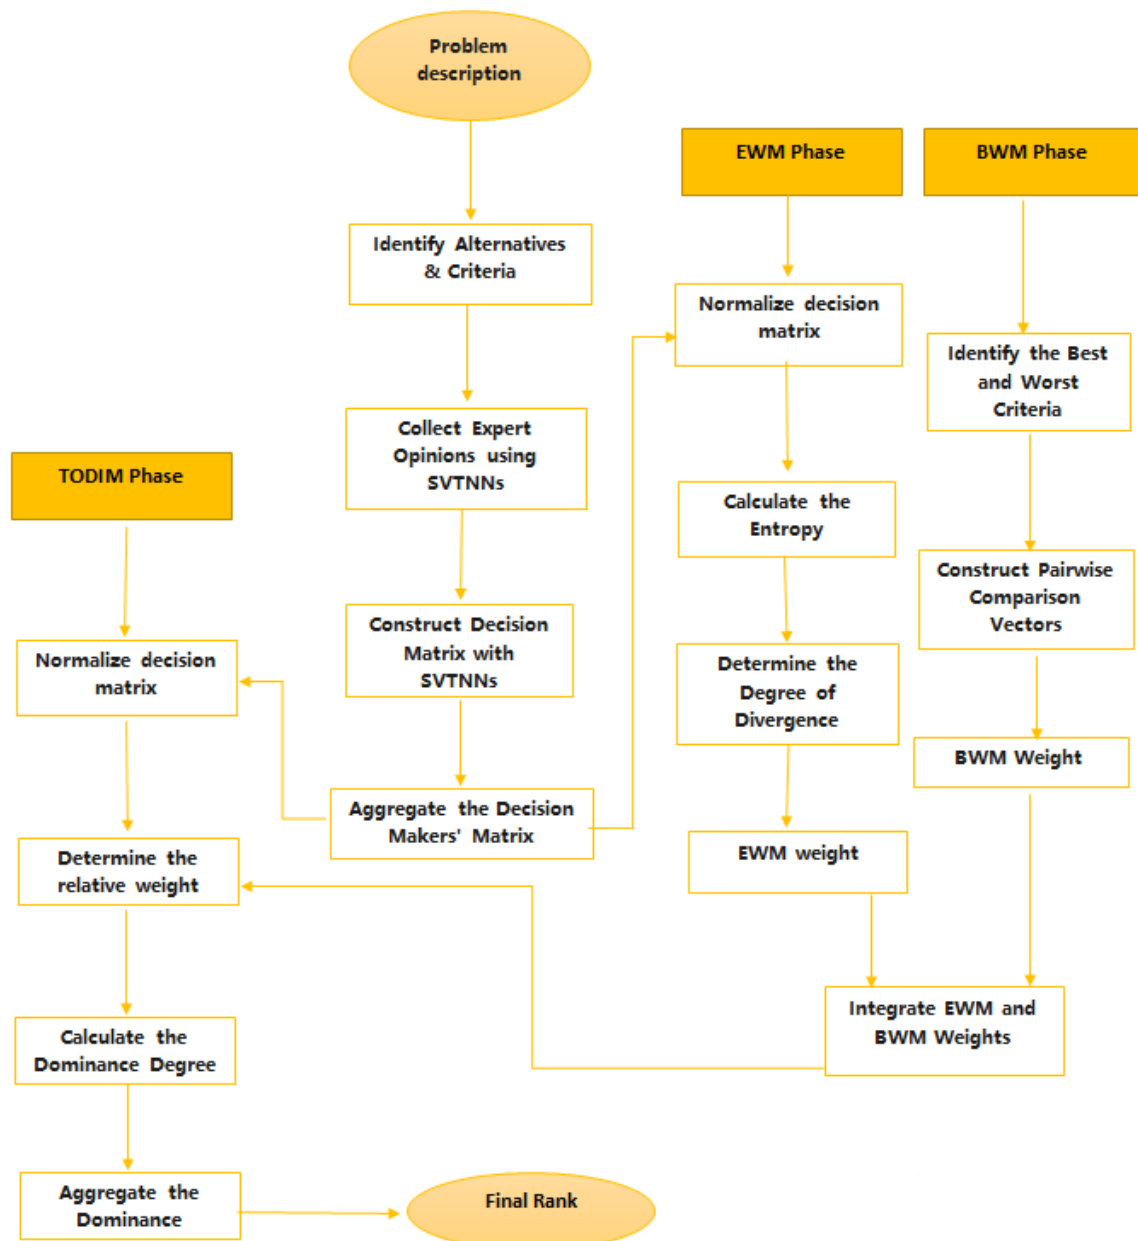 Problem
description
EWM Phase
BWM Phase
Identify Alternatives
& Criteria
Normalize decision
matrix
Identify the Best
and Worst
Criteria
Collect Expert
Opinions using
SVTNNs
TODIM Phase
Calculate the
Entropy
Construct Pairwise
Comparison
Vectors
Construct Decision
Matrix with
SVTNNs
Normalize decision
matrix
Determine the
Degree of
Divergence
BWM Weight
Aggregate the Decision
Makers' Matrix
Determine the
relative weight
EWM weight
Integrate EWM and
BWM Weights
Calculate the
Dominance Degree
Aggregate the
Dominance
Final Rank